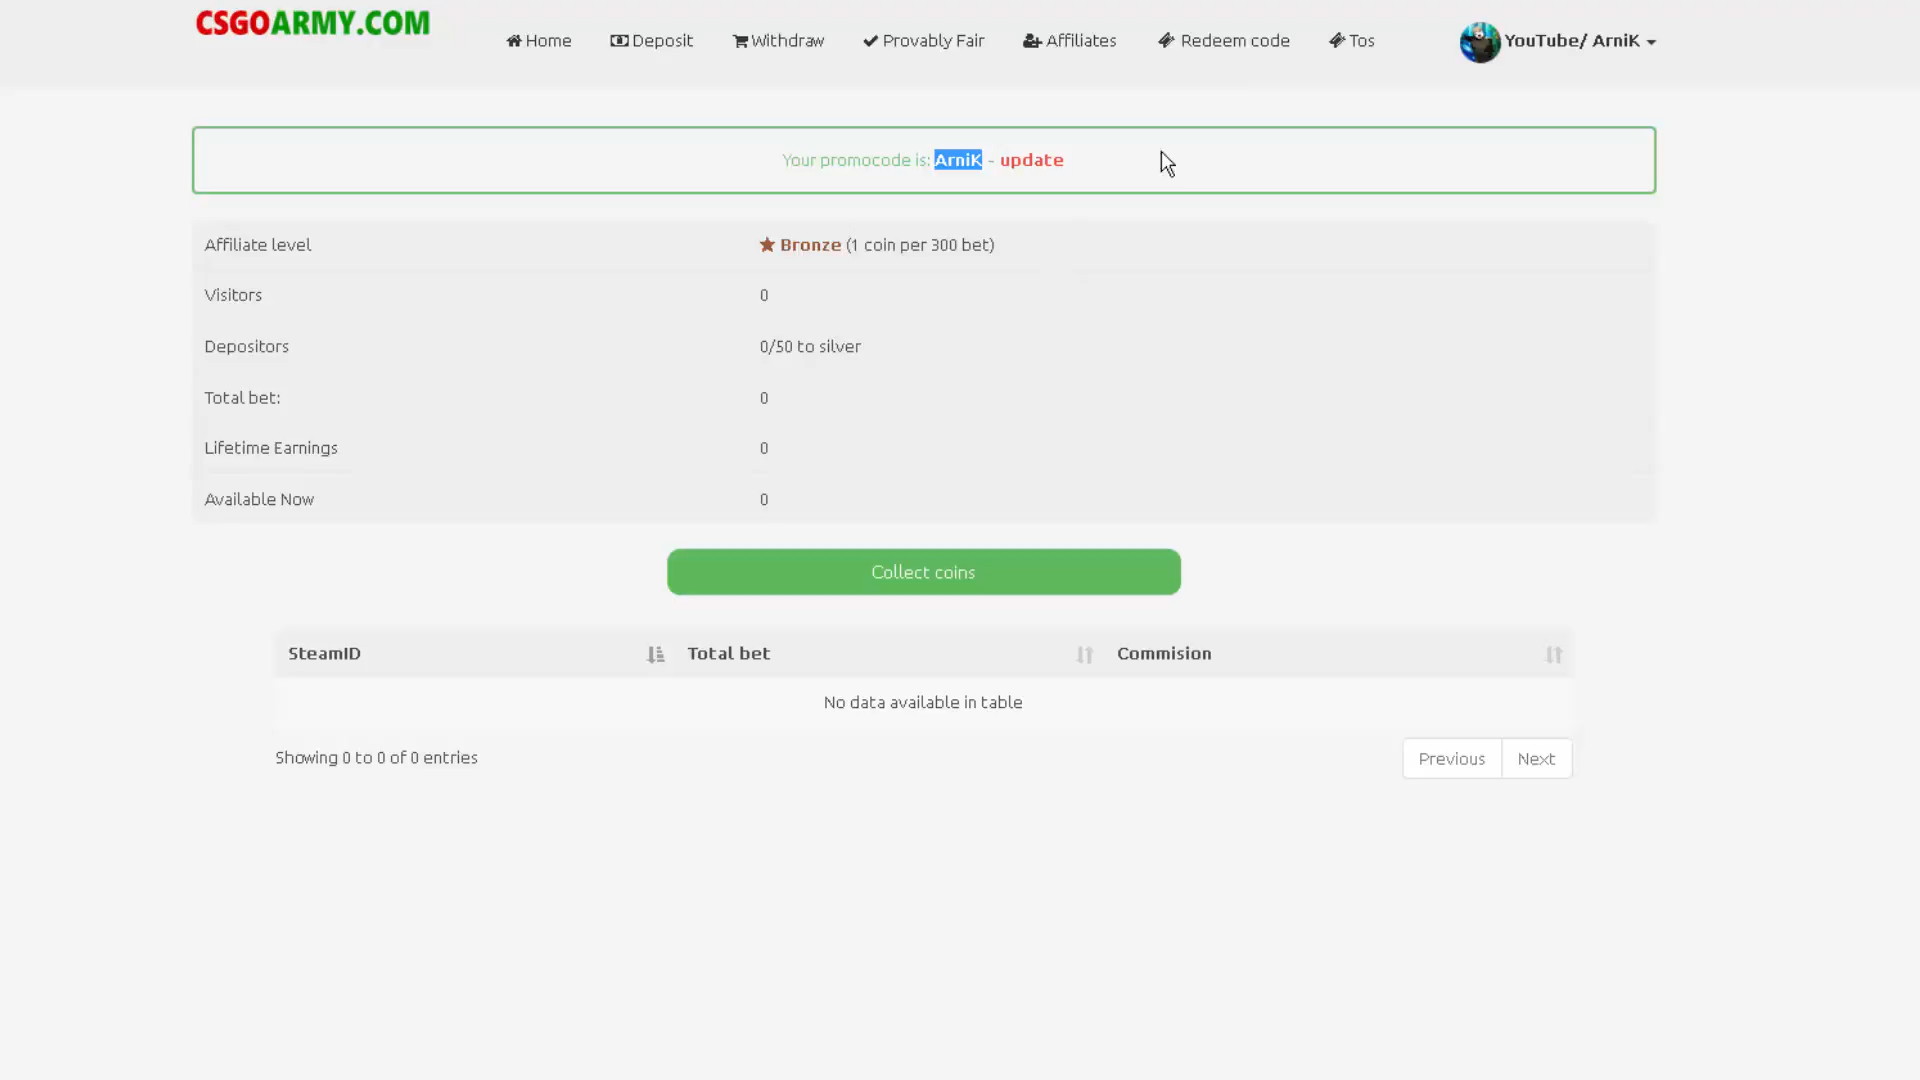 CSGOARMY.COM
Home Deposit Withdraw Provably Fair Affiliates Redeem code Tos YouTube/ ArniK
Your promocode is: ArniK - update
Affiliate level Bronze (1 coin per 300 bet)
Visitors 0
Depositors 0/50 to silver
Total bet: 0
Lifetime Earnings 0
Available Now 0
Collect coins
SteamID Total bet Commision
No data available in table
Showing 0 to 0 of 0 entries Previous Next